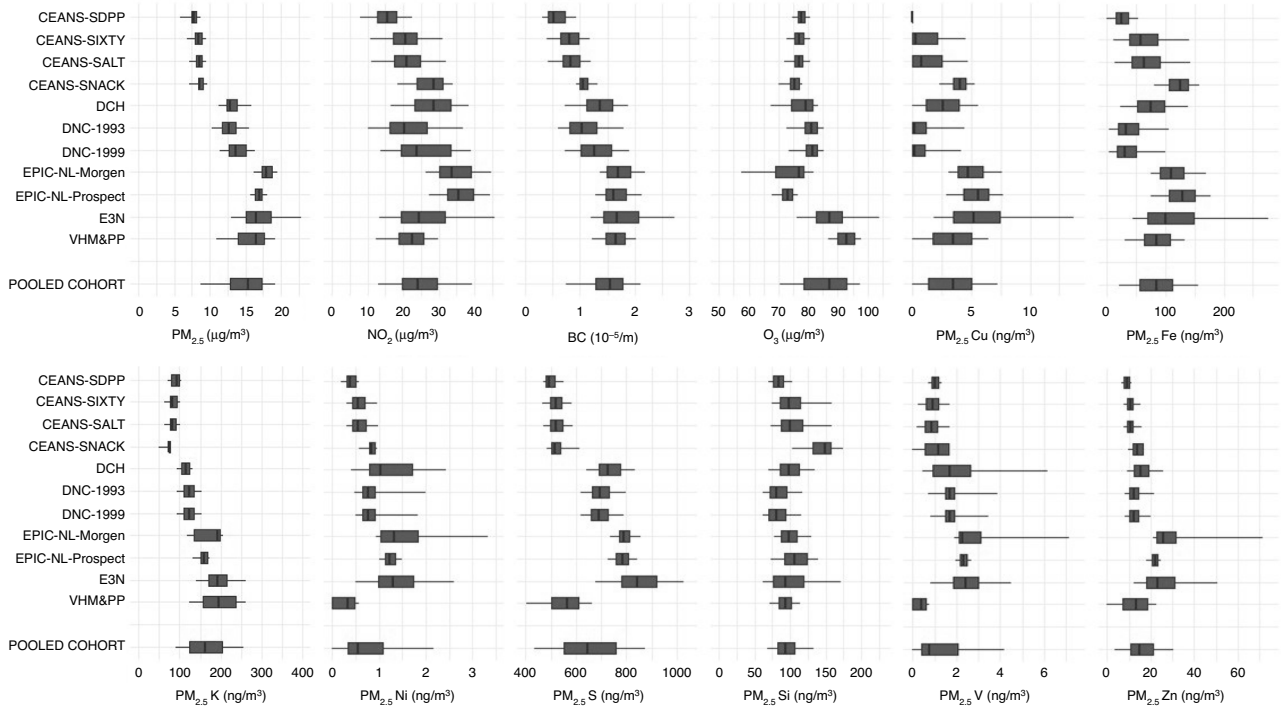 CEANS-SDPP
CEANS-SIXTY
CEANS-SALT
CEANS-SNACK
DCH
DNC-1993
DNC-1999
EPIC-NL-Morgen
EPIC-NL-Prospect
E3N
VHM&PP
POOLED COHORT
0 5 10 15 20 0 10 20 30 40 0 1 2 3 50 60 70 80 90 100 0 5 10 0 100 200
PM2.5 (µg/m³) NO2 (µg/m³) BC (10⁻⁵/m) O3 (µg/m³) PM2.5 Cu (ng/m³) PM2.5 Fe (ng/m³)
CEANS-SDPP
CEANS-SIXTY
CEANS-SALT
CEANS-SNACK
DCH
DNC-1993
DNC-1999
EPIC-NL-Morgen
EPIC-NL-Prospect
E3N
VHM&PP
POOLED COHORT
0 100 200 300 400 0 1 2 3 400 600 800 1000 0 50 100 150 200 0 2 4 6 0 20 40 60
PM2.5 K (ng/m³) PM2.5 Ni (ng/m³) PM2.5 S (ng/m³) PM2.5 Si (ng/m³) PM2.5 V (ng/m³) PM2.5 Zn (ng/m³)